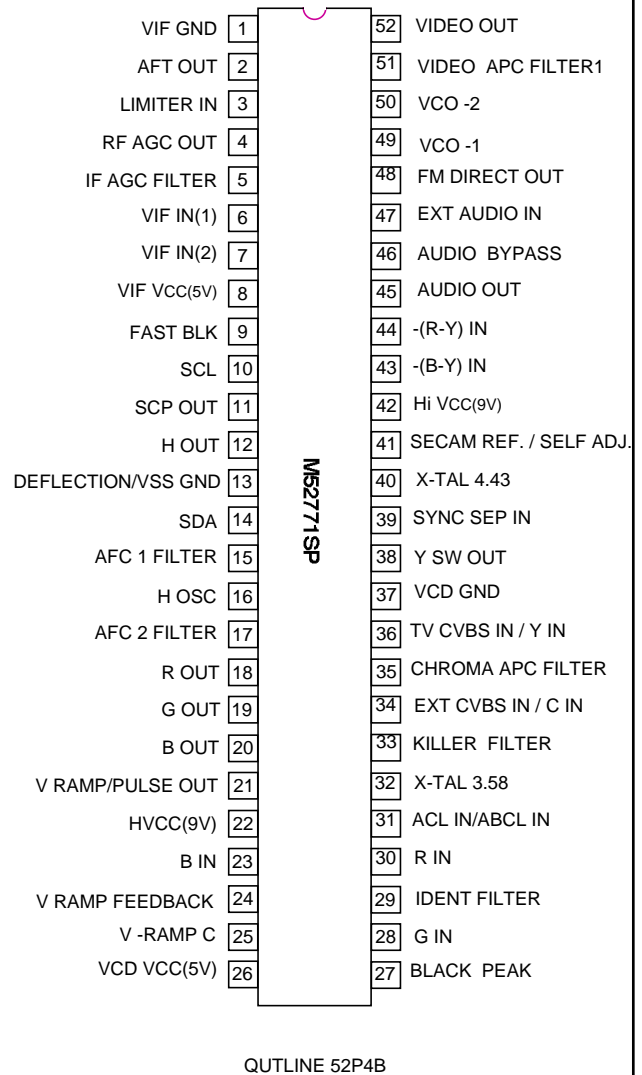 VIF GND 1
AFT OUT 2
LIMITER IN 3
RF AGC OUT 4
IF AGC FILTER 5
VIF IN(1) 6
VIF IN(2) 7
VIF VCC(5V) 8
FAST BLK 9
SCL 10
SCP OUT 11
H OUT 12
DEFLECTION/VSS GND 13
SDA 14
AFC 1 FILTER 15
H OSC 16
AFC 2 FILTER 17
R OUT 18
G OUT 19
B OUT 20
V RAMP/PULSE OUT 21
HVCC(9V) 22
B IN 23
V RAMP FEEDBACK 24
V -RAMP C 25
VCD VCC(5V) 26
M52771SP
52 VIDEO OUT
51 VIDEO APC FILTER1
50 VCO -2
49 VCO -1
48 FM DIRECT OUT
47 EXT AUDIO IN
46 AUDIO BYPASS
45 AUDIO OUT
44 -(R-Y) IN
43 -(B-Y) IN
42 Hi VCC(9V)
41 SECAM REF. / SELF ADJ.
40 X-TAL 4.43
39 SYNC SEP IN
38 Y SW OUT
37 VCD GND
36 TV CVBS IN / Y IN
35 CHROMA APC FILTER
34 EXT CVBS IN / C IN
33 KILLER FILTER
32 X-TAL 3.58
31 ACL IN/ABCL IN
30 R IN
29 IDENT FILTER
28 G IN
27 BLACK PEAK
QUTLINE 52P4B